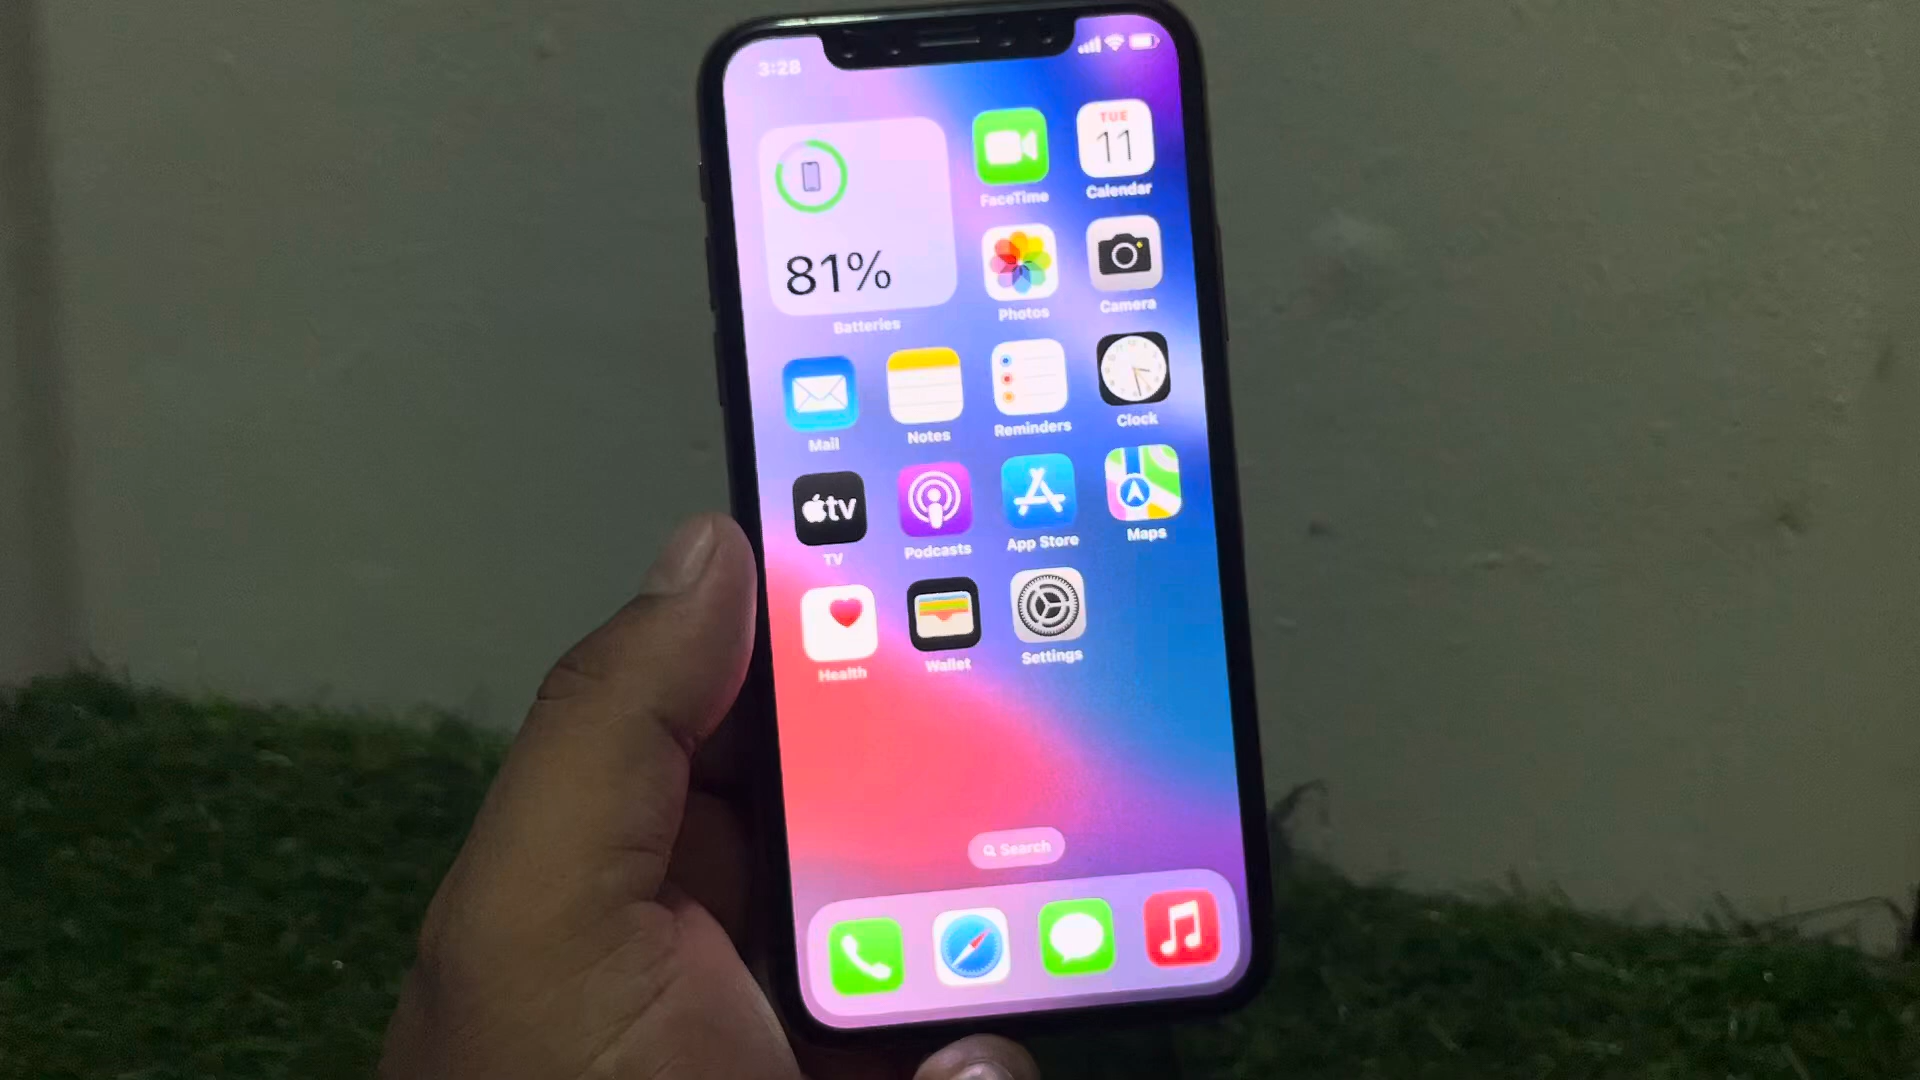 3:28
TUE
11
FaceTime
Calendar
81%
Batteries
Photos
Camera
Mail
Notes
Reminders
Clock
tv
TV
Podcasts
App Store
Maps
Health
Wallet
Settings
Search